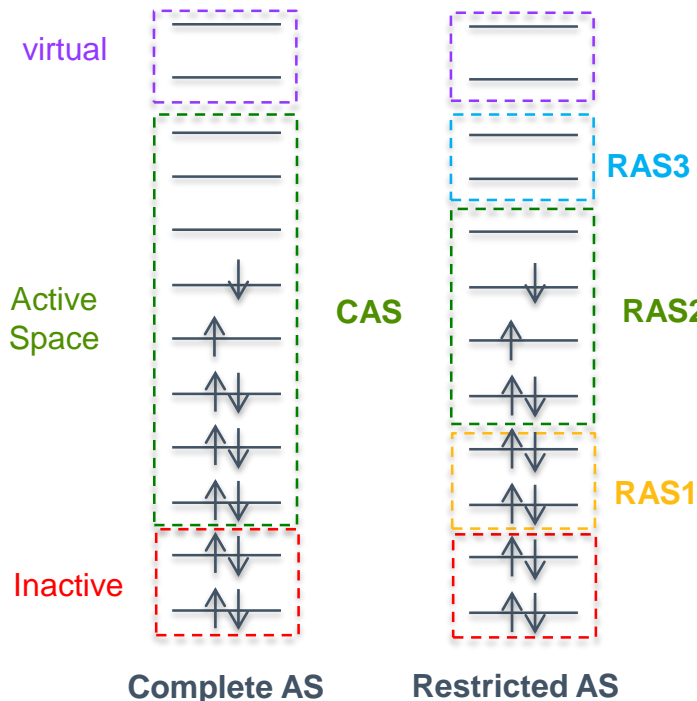 virtual
RAS3
Active
Space
CAS
RAS2
RAS1
Inactive
Complete AS
Restricted AS